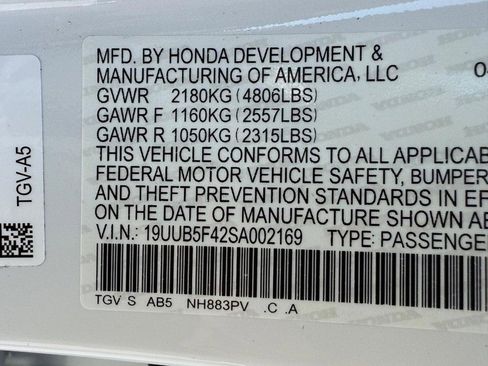 MFD. BY HONDA DEVELOPMENT &
MANUFACTURING OF AMERICA, LLC 04
GVWR 2180KG (4806LBS)
GAWR F 1160KG (2557LBS)
GAWR R 1050KG (2315LBS)
THIS VEHICLE CONFORMS TO ALL APPLICABL
FEDERAL MOTOR VEHICLE SAFETY, BUMPER
AND THEFT PREVENTION STANDARDS IN EF
ON THE DATE OF MANUFACTURE SHOWN AB
V.I.N.: 19UUB5F42SA002169 TYPE: PASSENGE
TGV S AB5 NH883PV .C .A
TGV-A5